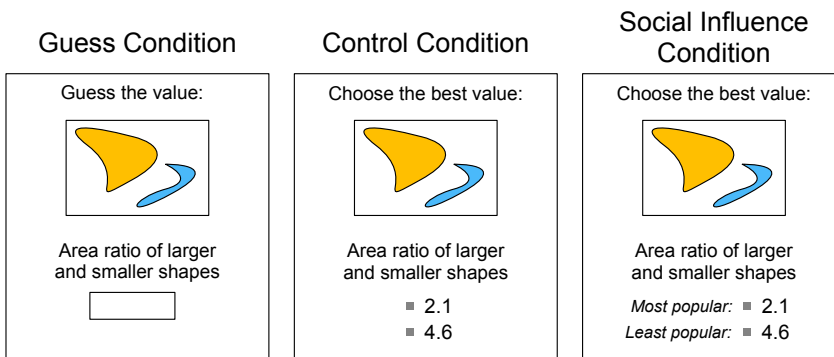 Guess Condition
Guess the value:
Area ratio of larger
and smaller shapes
Control Condition
Choose the best value:
Area ratio of larger
and smaller shapes
2.1
4.6
Social Influence
Condition
Choose the best value:
Area ratio of larger
and smaller shapes
Most popular: 2.1
Least popular: 4.6